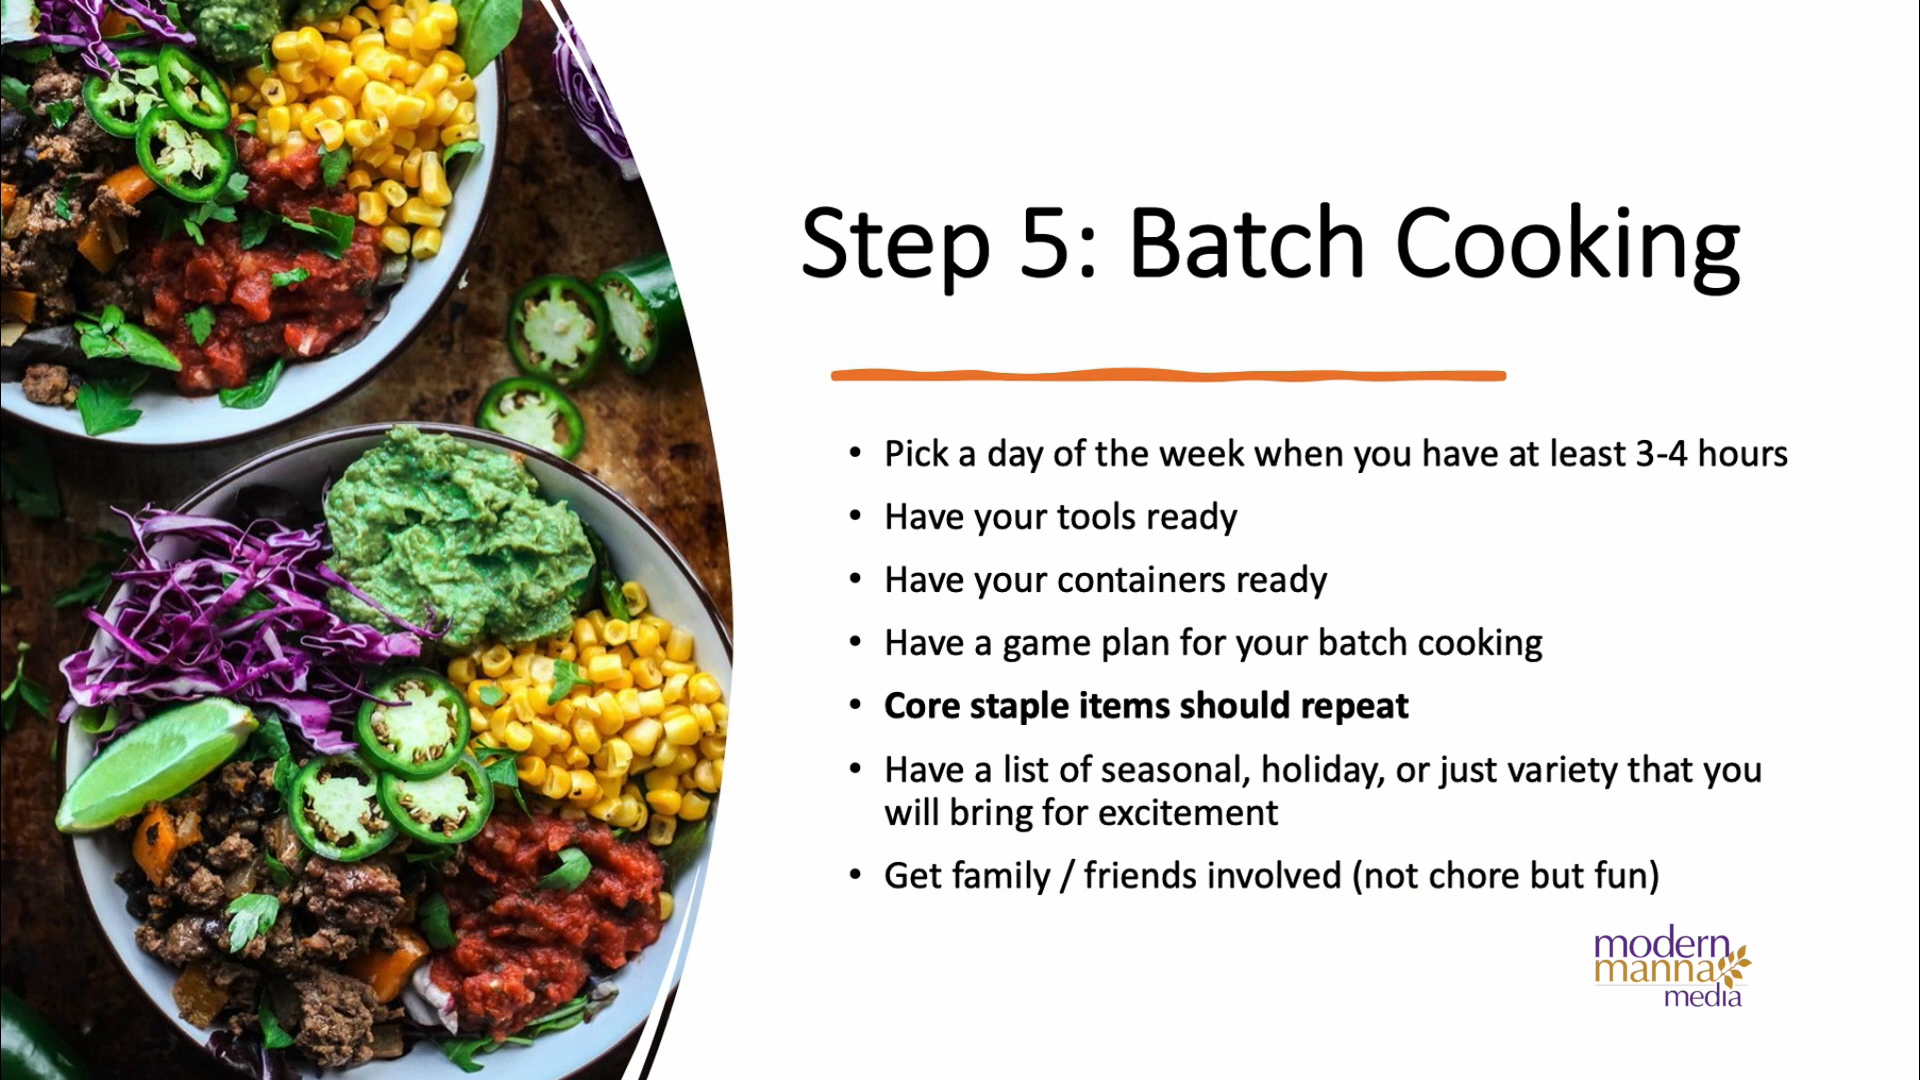 Step 5: Batch Cooking
• Pick a day of the week when you have at least 3-4 hours
• Have your tools ready
• Have your containers ready
• Have a game plan for your batch cooking
• Core staple items should repeat
• Have a list of seasonal, holiday, or just variety that you
will bring for excitement
• Get family / friends involved (not chore but fun)
modern
manna
media